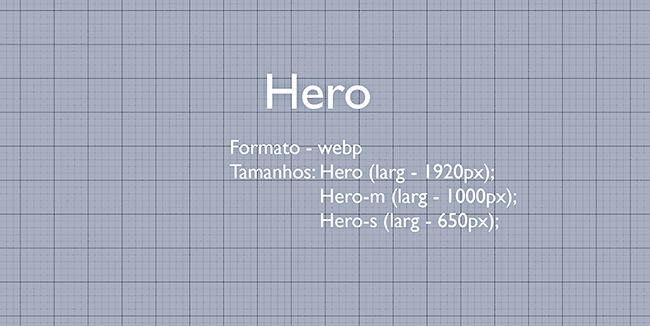 Hero
Formato - webp
Tamanhos: Hero (larg - 1920px);
Hero-m (larg - 1000px);
Hero-s (larg - 650px);